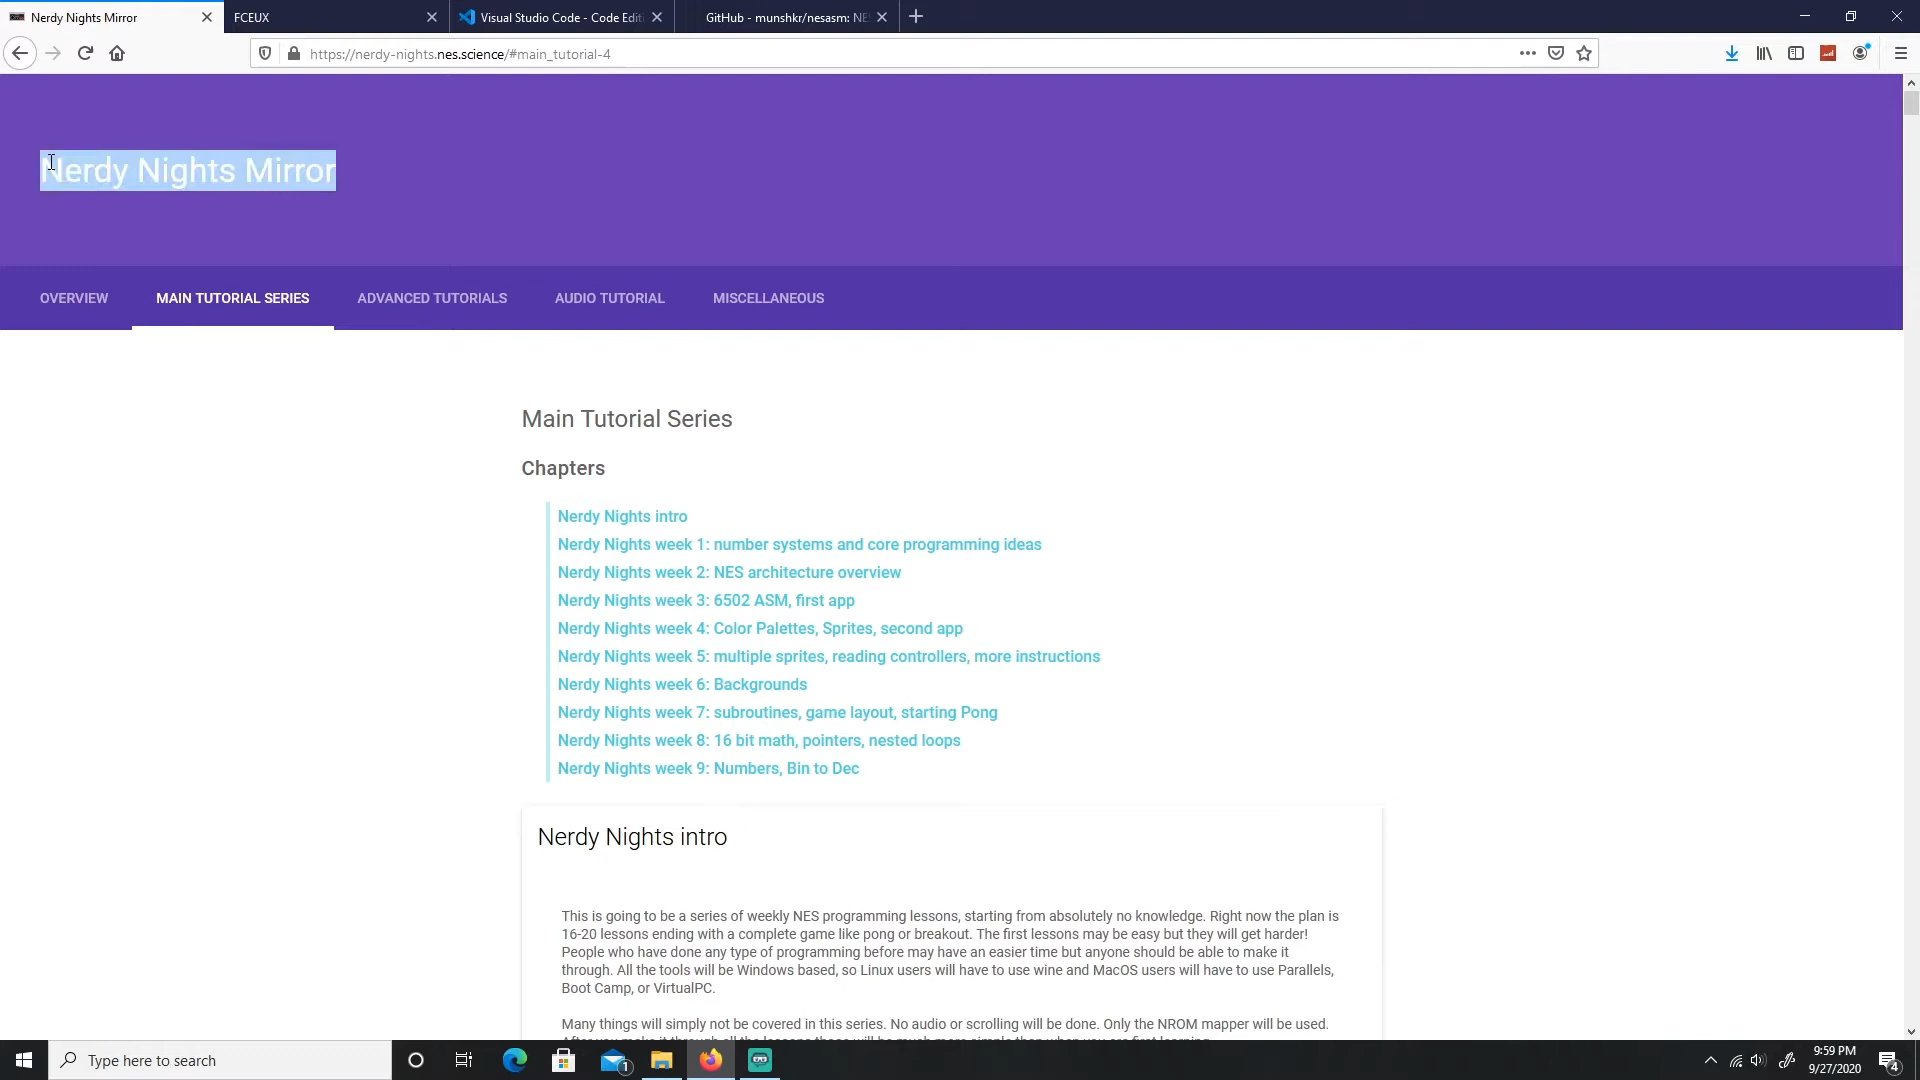 Nerdy Nights Mirror
FCEUX
Visual Studio Code - Code Edit
GitHub - munshkr/nesasm: NE
https://nerdy-nights.nes.science/#main_tutorial-4
Nerdy Nights Mirror
OVERVIEW
MAIN TUTORIAL SERIES
ADVANCED TUTORIALS
AUDIO TUTORIAL
MISCELLANEOUS
Main Tutorial Series
Chapters
Nerdy Nights intro
Nerdy Nights week 1: number systems and core programming ideas
Nerdy Nights week 2: NES architecture overview
Nerdy Nights week 3: 6502 ASM, first app
Nerdy Nights week 4: Color Palettes, Sprites, second app
Nerdy Nights week 5: multiple sprites, reading controllers, more instructions
Nerdy Nights week 6: Backgrounds
Nerdy Nights week 7: subroutines, game layout, starting Pong
Nerdy Nights week 8: 16 bit math, pointers, nested loops
Nerdy Nights week 9: Numbers, Bin to Dec
Nerdy Nights intro
This is going to be a series of weekly NES programming lessons, starting from absolutely no knowledge. Right now the plan is
16-20 lessons ending with a complete game like pong or breakout. The first lessons may be easy but they will get harder!
People who have done any type of programming before may have an easier time but anyone should be able to make it
through. All the tools will be Windows based, so Linux users will have to use wine and MacOS users will have to use Parallels,
Boot Camp, or VirtualPC.
Many things will simply not be covered in this series. No audio or scrolling will be done. Only the NROM mapper will be used.
Type here to search
1
9:59 PM
9/27/2020
4